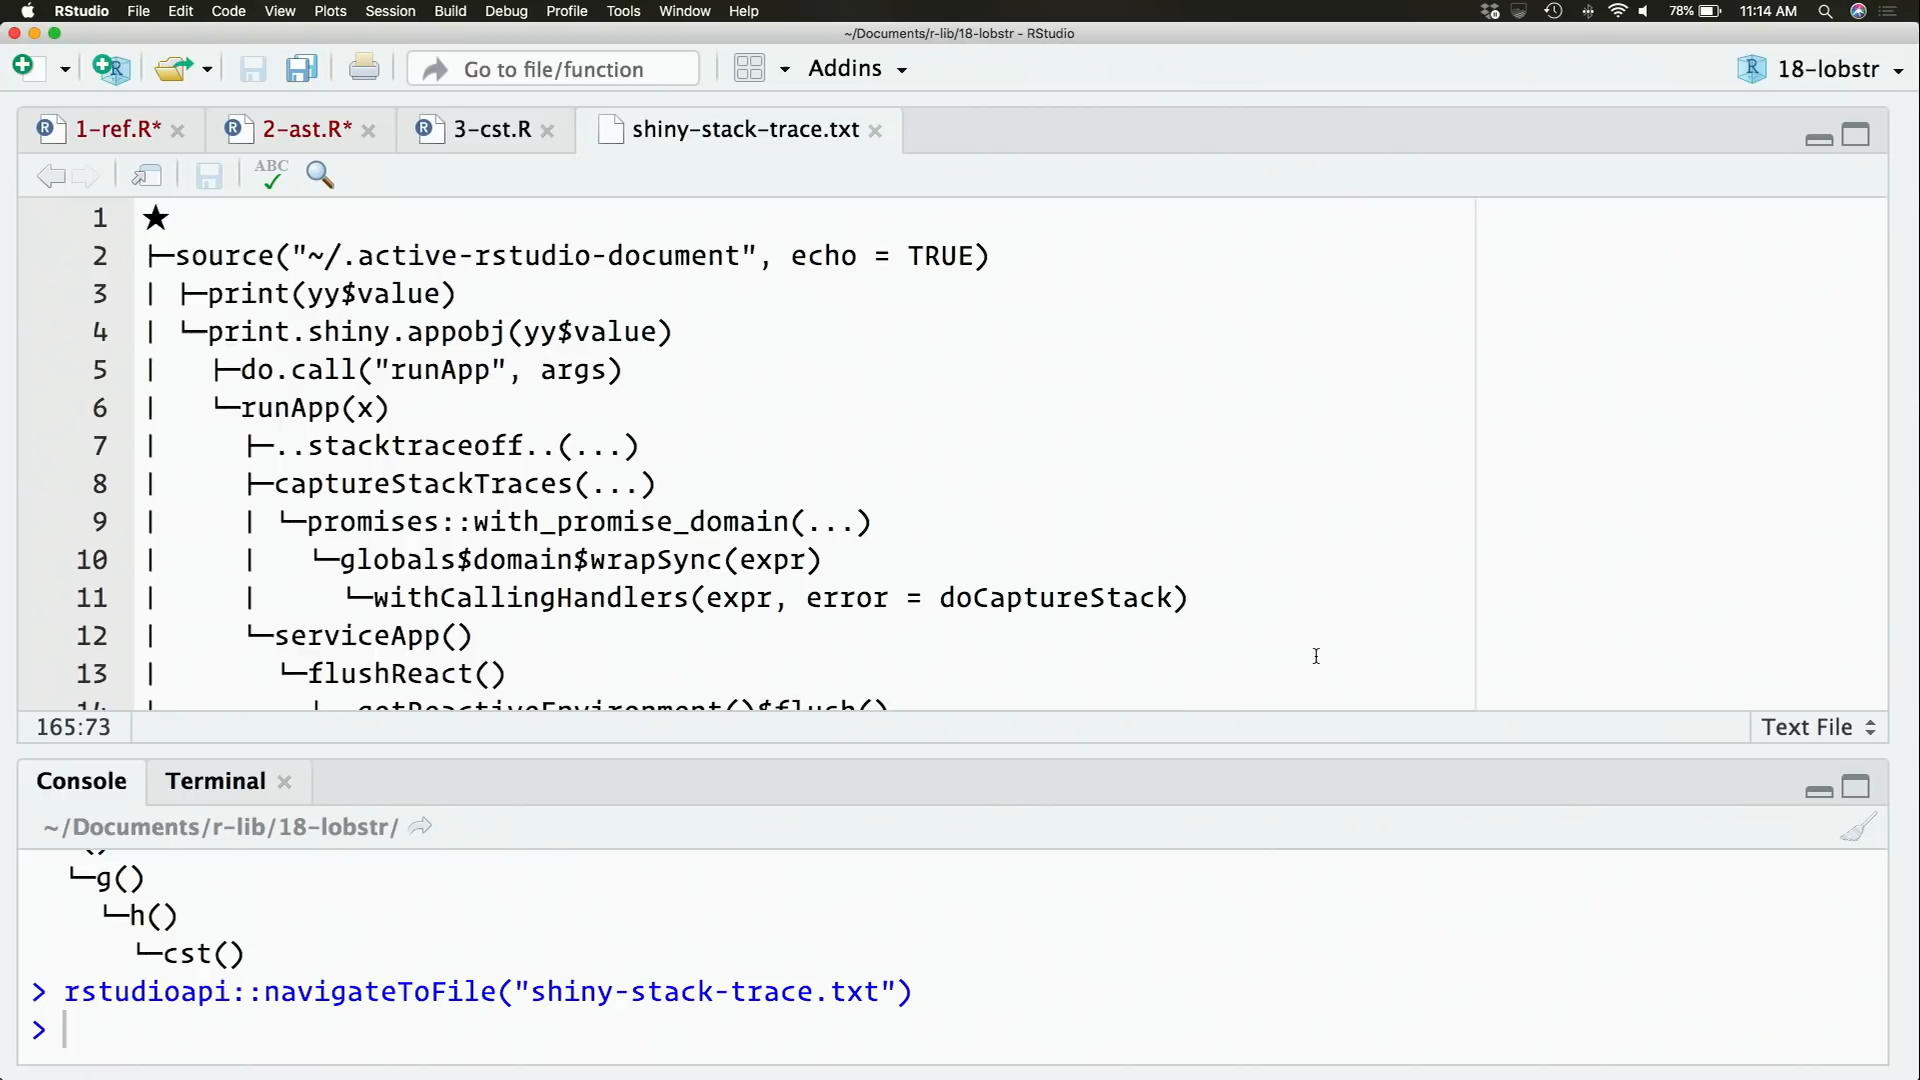 RStudio File Edit Code View Plots Session Build Debug Profile Tools Window Help 78% 11:14 AM
~/Documents/r-lib/18-lobstr - RStudio
Go to file/function Addins 18-lobstr
1-ref.R* 2-ast.R* 3-cst.R shiny-stack-trace.txt
ABC
1 ★
2 ├─source("~/.active-rstudio-document", echo = TRUE)
3 | ├─print(yy$value)
4 | └─print.shiny.appobj(yy$value)
5 |   ├─do.call("runApp", args)
6 |   └─runApp(x)
7 |     ├─..stacktraceoff..(...)
8 |     ├─captureStackTraces(...)
9 |     | └─promises::with_promise_domain(...)
10 |     |   └─globals$domain$wrapSync(expr)
11 |     |     └─withCallingHandlers(expr, error = doCaptureStack)
12 |     └─serviceApp()
13 |       └─flushReact()
14 |         └─getReactiveEnvironment()$flush()
165:73 Text File
Console Terminal
~/Documents/r-lib/18-lobstr/
└─g()
  └─h()
    └─cst()
> rstudioapi::navigateToFile("shiny-stack-trace.txt")
>